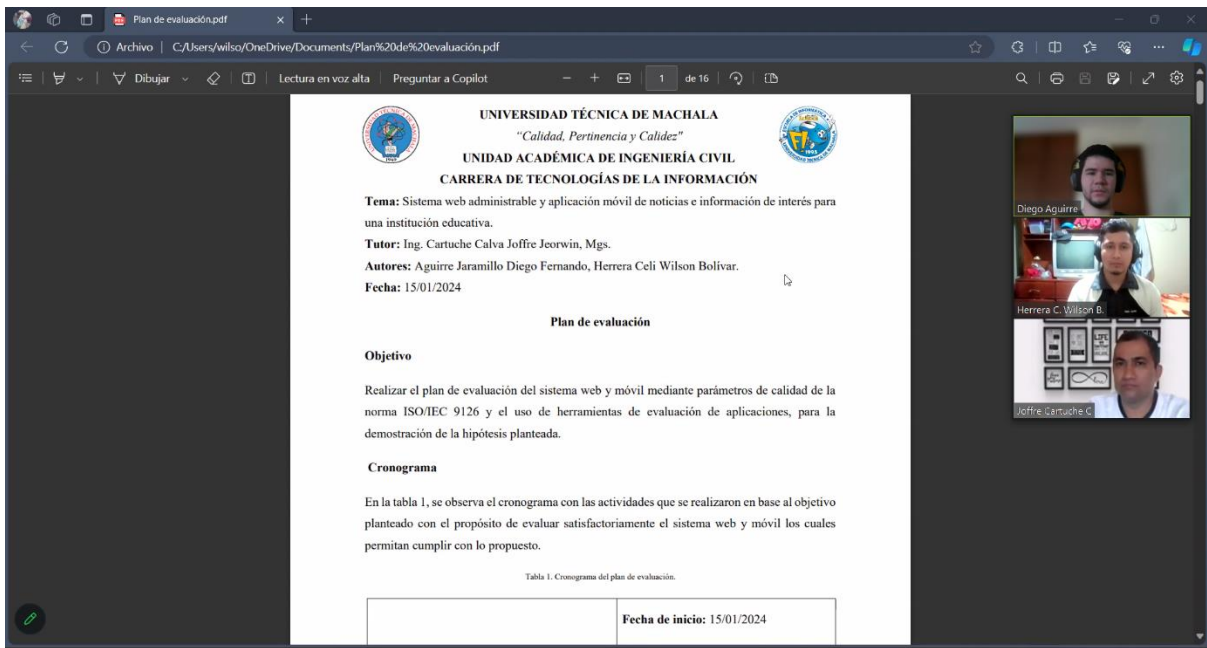 Plan de evaluación.pdf
Archivo | C:/Users/wilso/OneDrive/Documents/Plan%20de%20evaluación.pdf
Dibujar
Lectura en voz alta
Preguntar a Copilot
1 de 16
UNIVERSIDAD TÉCNICA DE MACHALA
"Calidad, Pertinencia y Calidez"
UNIDAD ACADÉMICA DE INGENIERÍA CIVIL
CARRERA DE TECNOLOGÍAS DE LA INFORMACIÓN
Tema: Sistema web administrable y aplicación móvil de noticias e información de interés para
una institución educativa.
Tutor: Ing. Cartuche Calva Joffre Jeorwin, Mgs.
Autores: Aguirre Jaramillo Diego Fernando, Herrera Celi Wilson Bolívar.
Fecha: 15/01/2024
Plan de evaluación
Objetivo
Realizar el plan de evaluación del sistema web y móvil mediante parámetros de calidad de la
norma ISO/IEC 9126 y el uso de herramientas de evaluación de aplicaciones, para la
demostración de la hipótesis planteada.
Cronograma
En la tabla 1, se observa el cronograma con las actividades que se realizaron en base al objetivo
planteado con el propósito de evaluar satisfactoriamente el sistema web y móvil los cuales
permitan cumplir con lo propuesto.
Tabla 1. Cronograma del plan de evaluación.
Fecha de inicio: 15/01/2024
Diego Aguirre
Herrera C. Wilson B.
Joffre Cartuche C